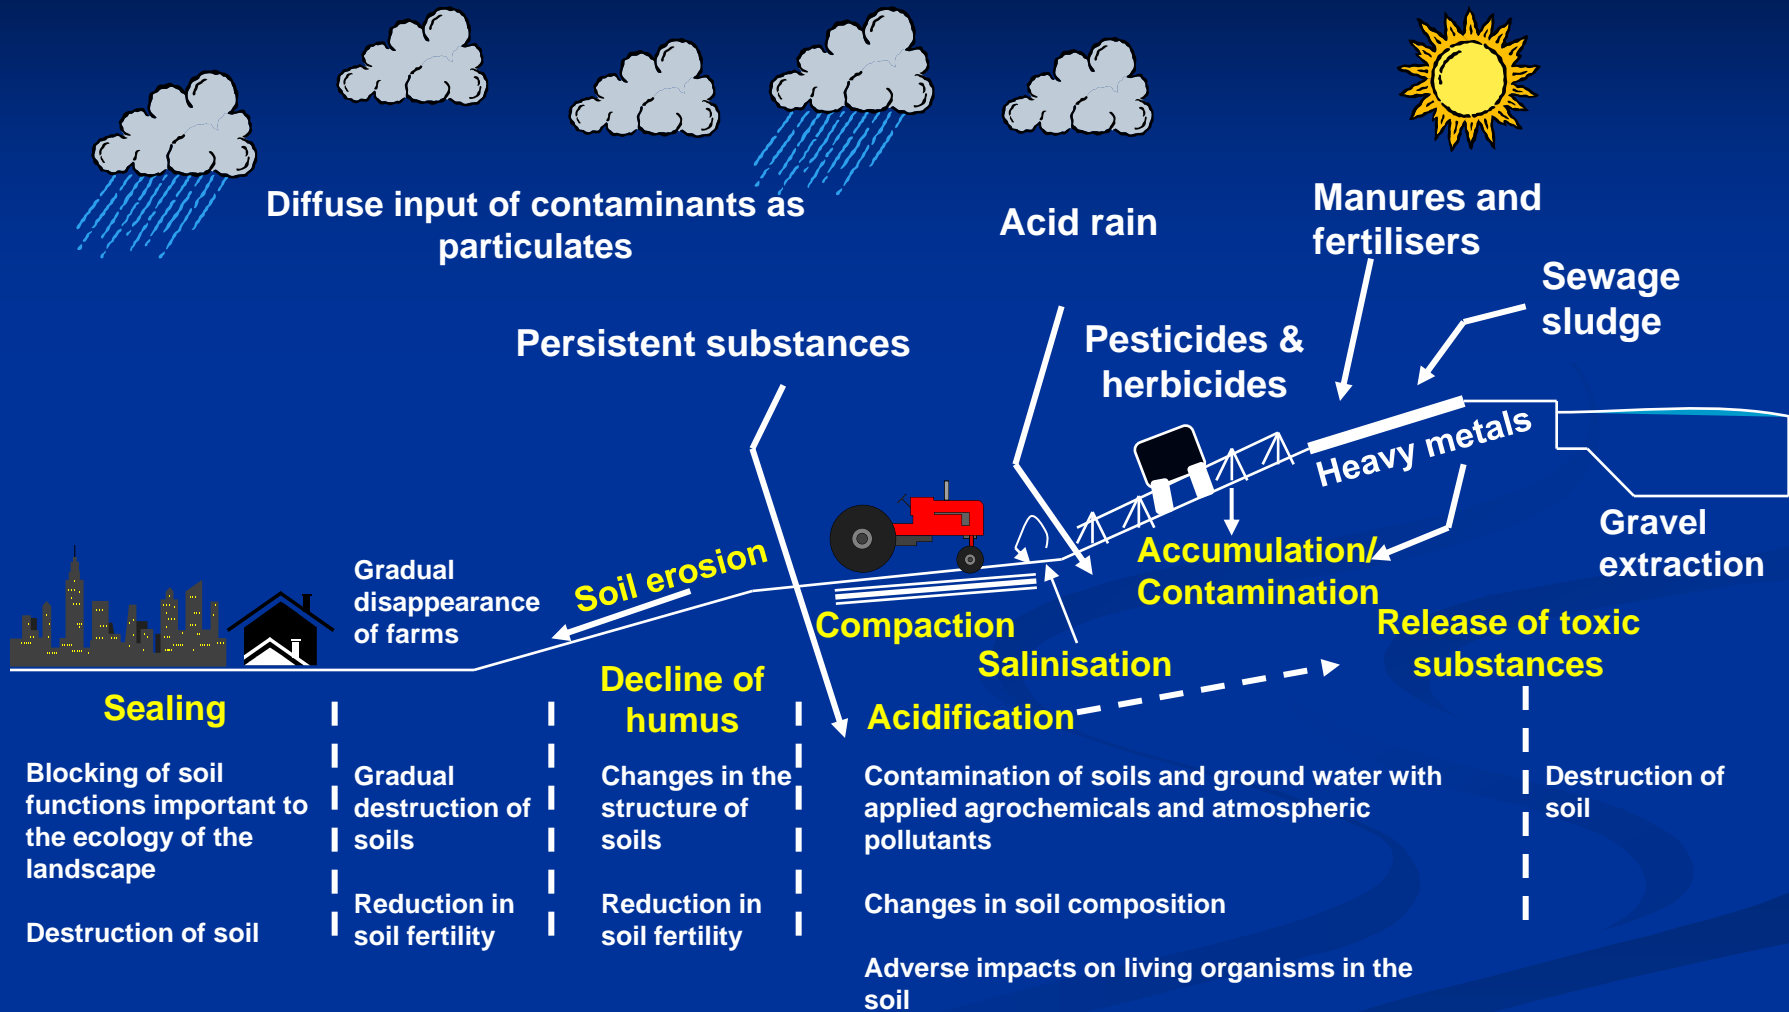 Diffuse input of contaminants as
particulates
Acid rain
Manures and
fertilisers
Sewage
sludge
Persistent substances
Pesticides &
herbicides
Heavy metals
Gravel
extraction
Accumulation/
Contamination
Soil erosion
Gradual
disappearance
of farms
Compaction
Salinisation
Release of toxic
substances
Sealing
Decline of
humus
Acidification
Blocking of soil
functions important to
the ecology of the
landscape
Destruction of soil
Gradual
destruction of
soils
Reduction in
soil fertility
Changes in the
structure of
soils
Reduction in
soil fertility
Contamination of soils and ground water with
applied agrochemicals and atmospheric
pollutants
Changes in soil composition
Adverse impacts on living organisms in the
soil
Destruction of
soil